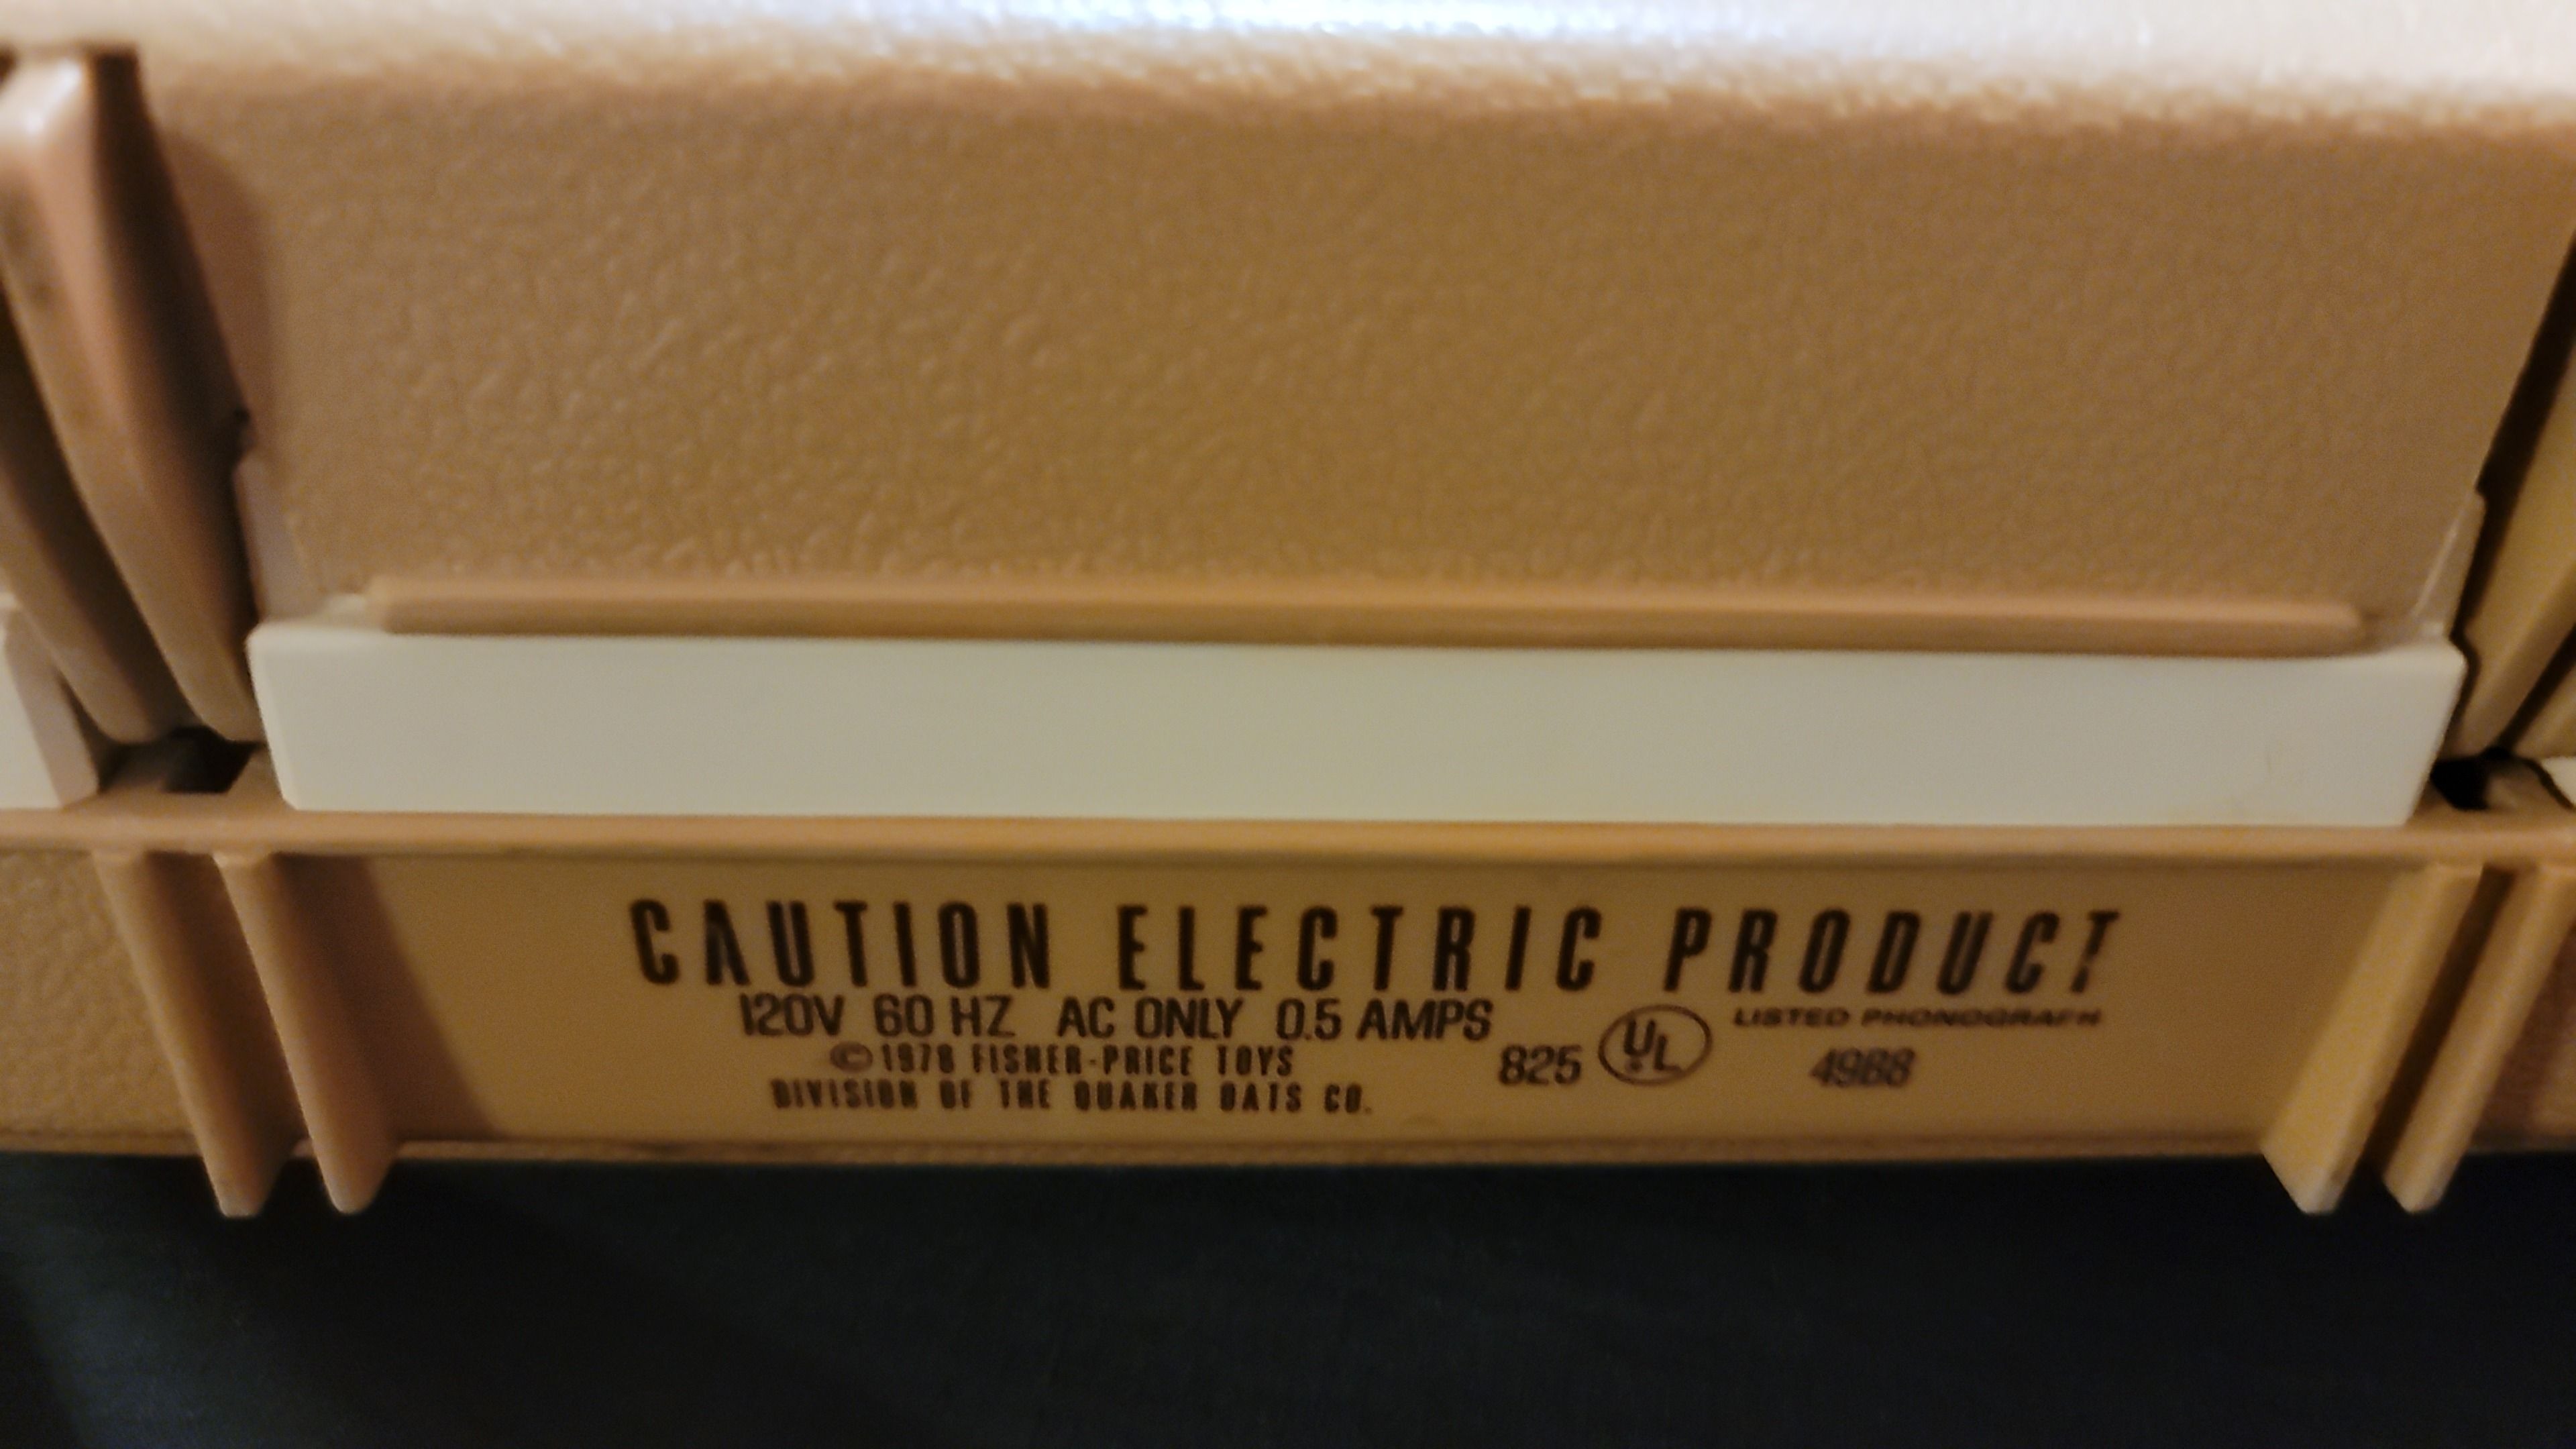 CAUTION ELECTRIC PRODUCT
120V 60 HZ AC ONLY 0.5 AMPS
© 1978 FISHER-PRICE TOYS
DIVISION OF THE QUAKER OATS CO.
825
UL
LISTED PHONOGRAPH
49B8